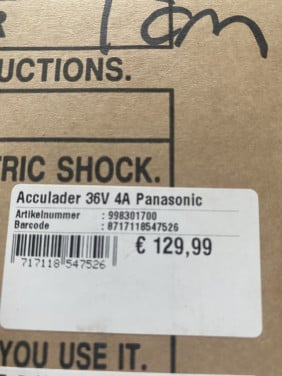 R
UCTIONS.
RIC SHOCK.
Acculader 36V 4A Panasonic
Artikelnummer : 998301700
Barcode : 8717118547526
€ 129,99
717118 547526
YOU USE IT.